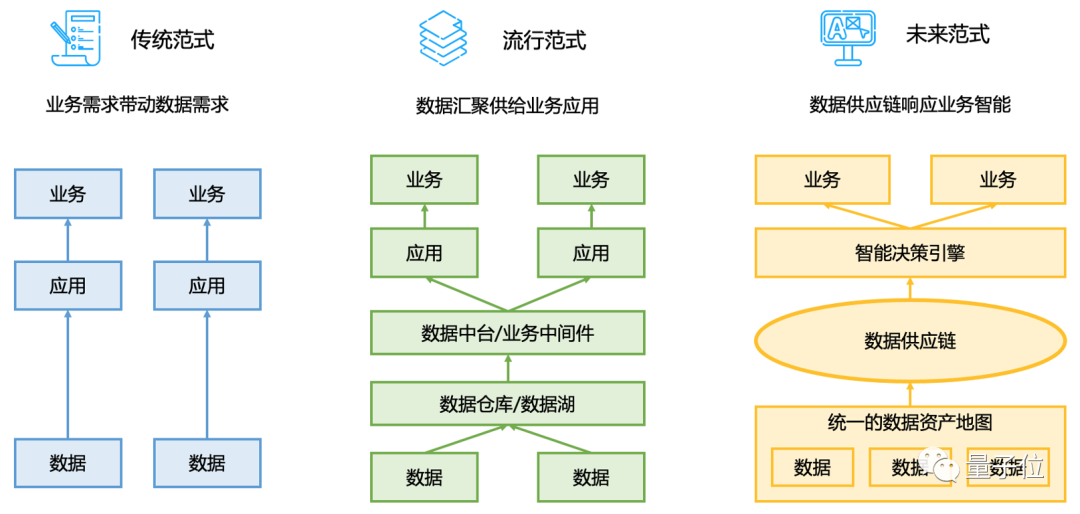 传统范式
业务需求带动数据需求
业务 业务
应用 应用
数据 数据
流行范式
数据汇聚供给业务应用
业务 业务
应用 应用
数据中台/业务中间件
数据仓库/数据湖
数据 数据
A
未来范式
数据供应链响应业务智能
业务 业务
智能决策引擎
数据供应链
统一的数据资产地图
数据 数据 数据
量子位